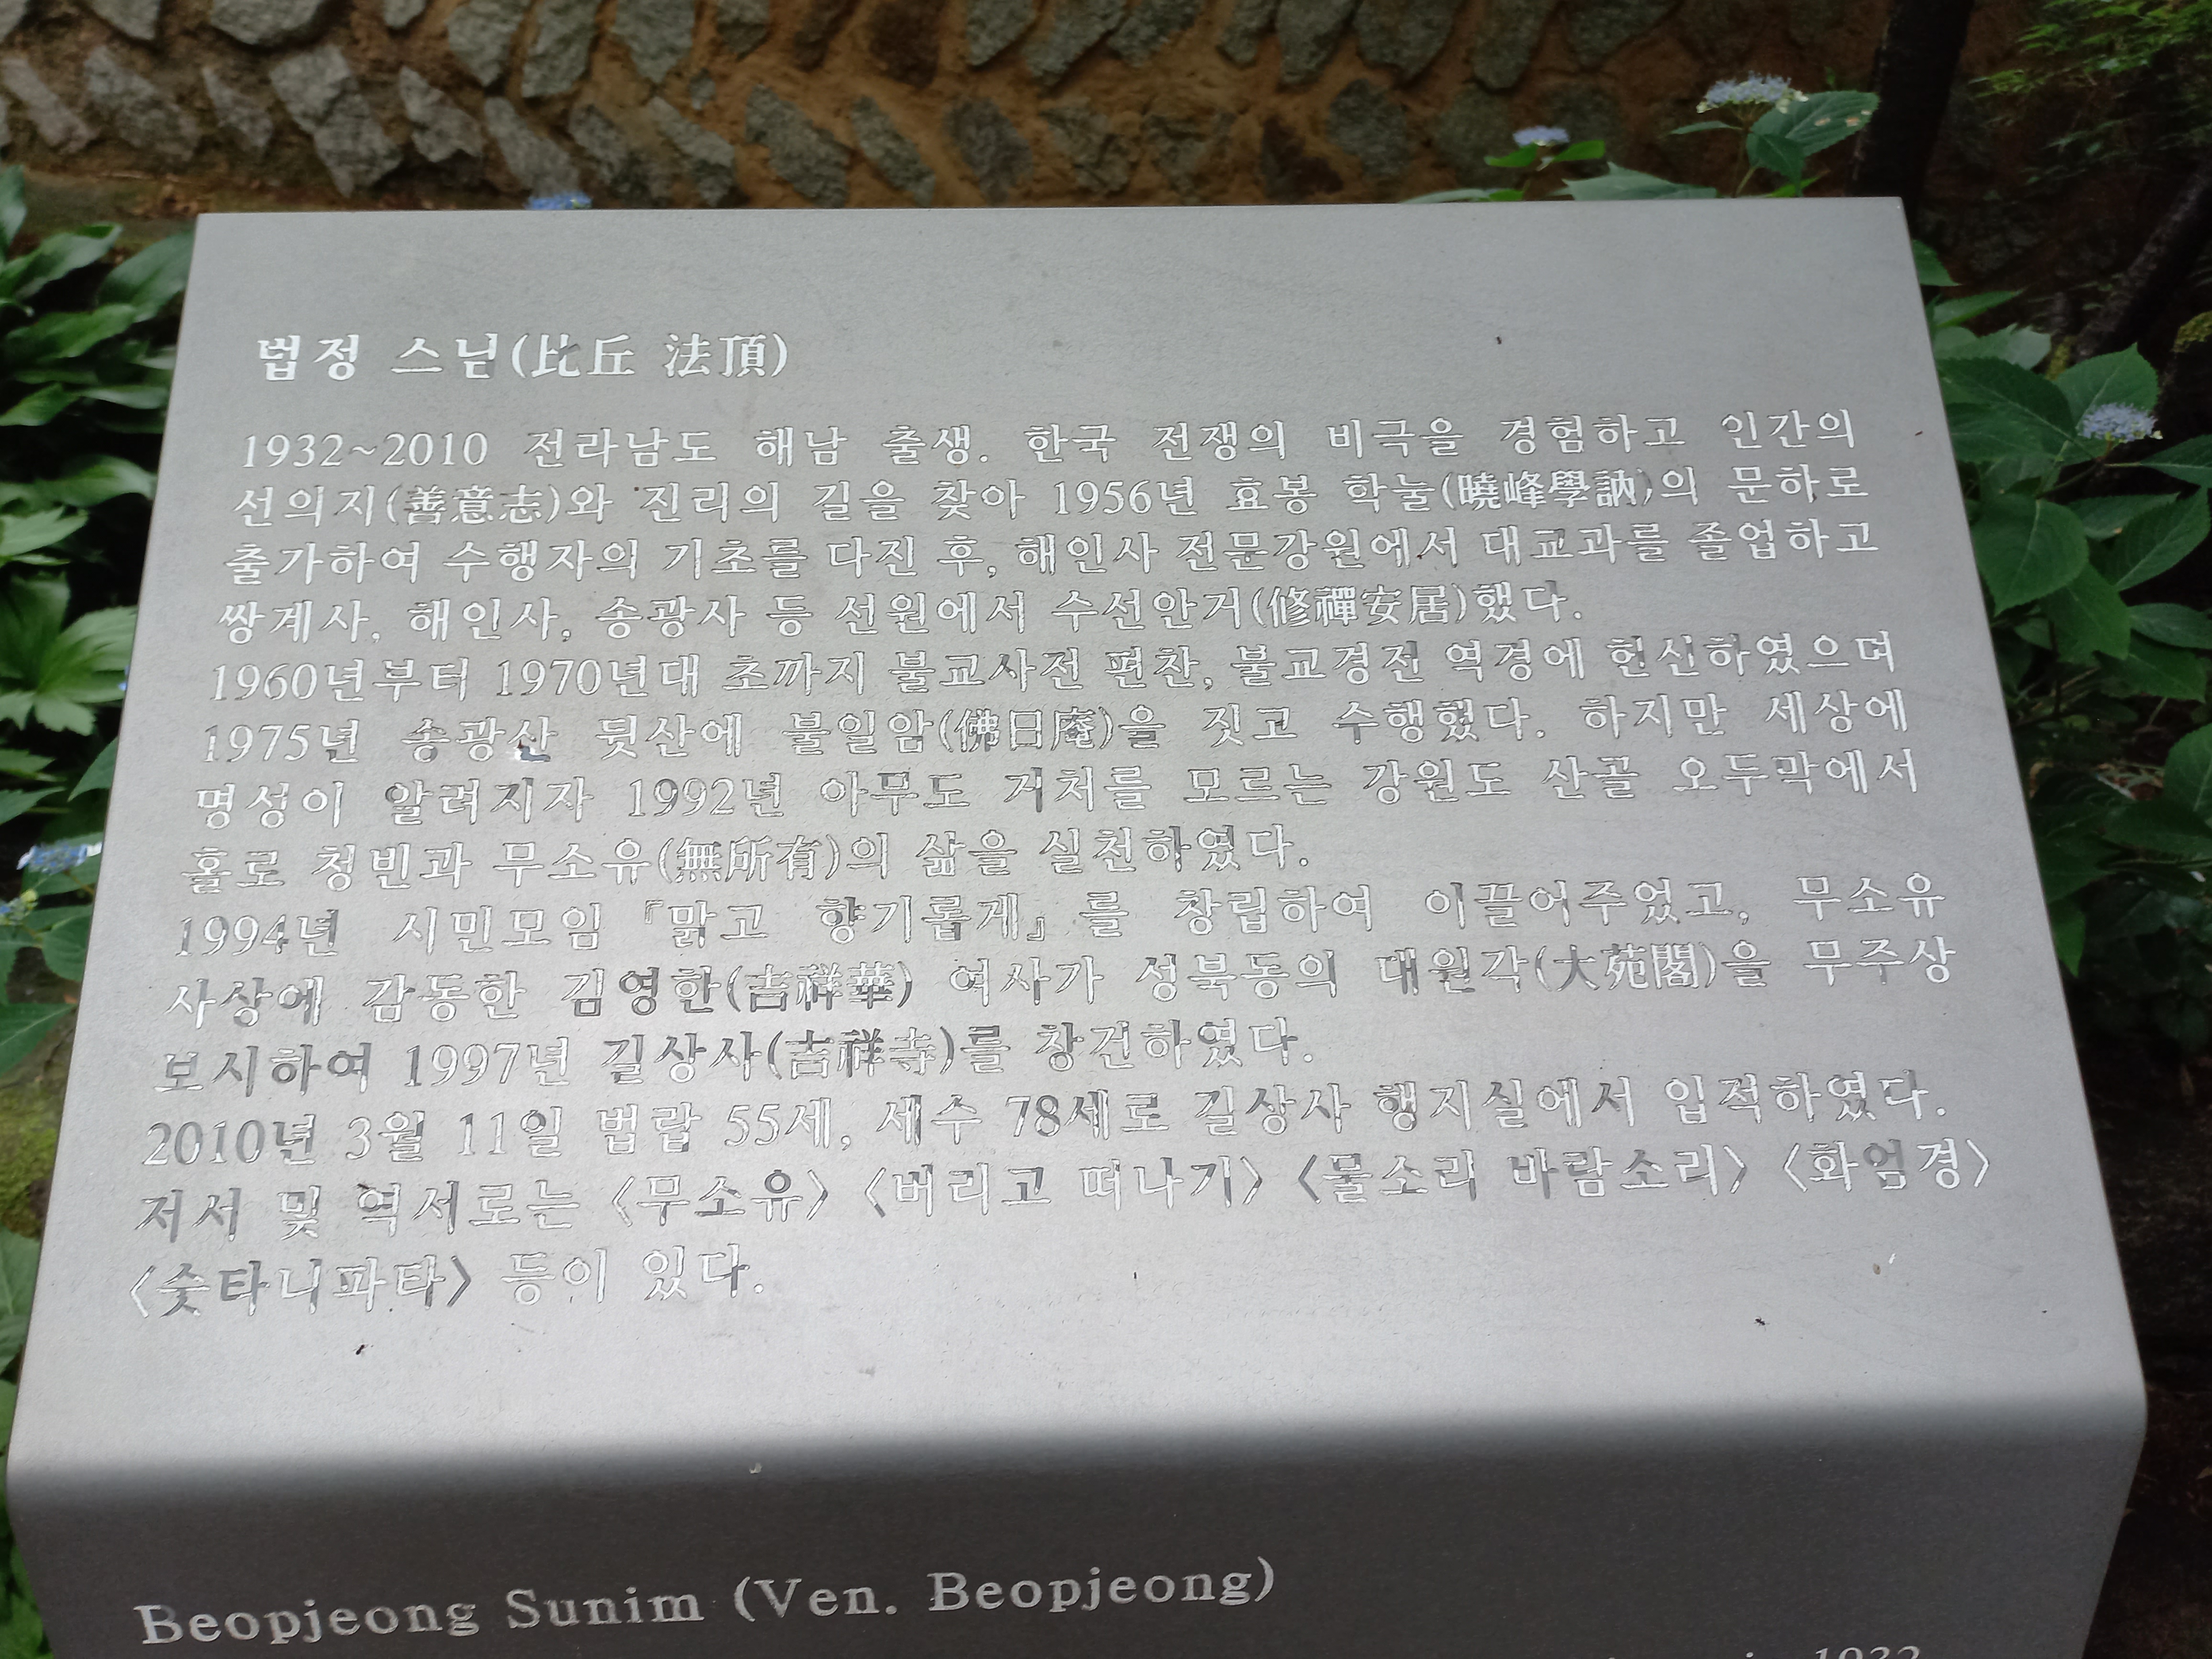 법정 스님(比丘 法頂)
1932~2010 전라남도 해남 출생. 한국 전쟁의 비극을 경험하고 인간의
선의지(善意志)와 진리의 길을 찾아 1956년 효봉 학눌(曉峰學訥)의 문하로
출가하여 수행자의 기초를 다진 후, 해인사 전문강원에서 대교과를 졸업하고
쌍계사, 해인사, 송광사 등 선원에서 수선안거(修禪安居)했다.
1960년부터 1970년대 초까지 불교사전 편찬, 불교경전 역경에 헌신하였으며
1975년 송광산 뒷산에 불일암(佛日庵)을 짓고 수행했다. 하지만 세상에
명성이 알려지자 1992년 아무도 거처를 모르는 강원도 산골 오두막에서
홀로 청빈과 무소유(無所有)의 삶을 실천하였다.
1994년 시민모임 『맑고 향기롭게』를 창립하여 이끌어주었고, 무소유
사상에 감동한 김영한(吉祥華) 여사가 성북동의 대원각(大苑閣)을 무주상
보시하여 1997년 길상사(吉祥寺)를 창건하였다.
2010년 3월 11일 법랍 55세, 세수 78세로 길상사 행지실에서 입적하였다.
저서 및 역서로는 〈무소유〉 〈버리고 떠나기〉 〈물소리 바람소리〉 〈화엄경〉
〈숫타니파타〉 등이 있다.
Beopjeong Sunim (Ven. Beopjeong)
1932